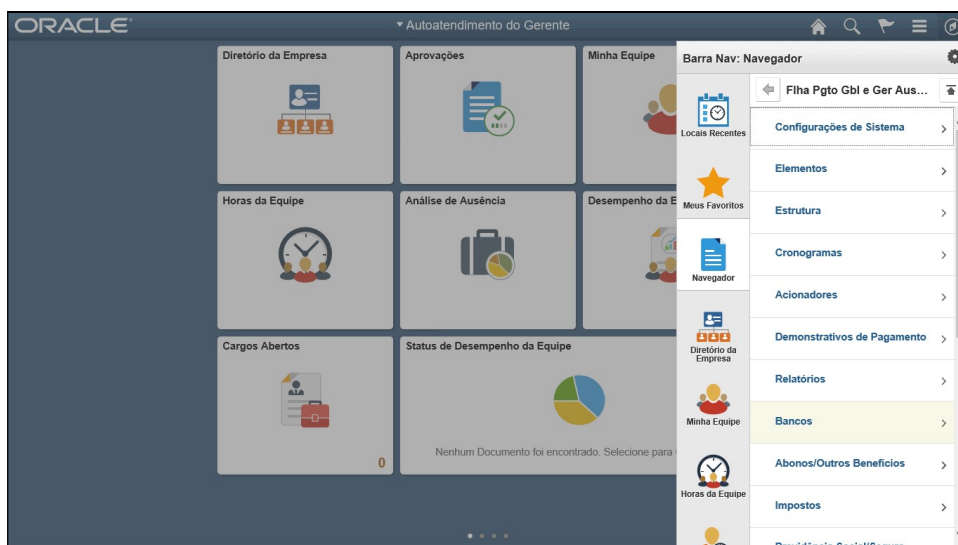 ORACLE
Autoatendimento do Gerente
Diretório da Empresa
Aprovações
Minha Equipe
Horas da Equipe
Análise de Ausência
Desempenho da E
Cargos Abertos
0
Status de Desempenho da Equipe
Nenhum Documento foi encontrado. Selecione para
Barra Nav: Navegador
Locais Recentes
Meus Favoritos
Navegador
Diretório da
Empresa
Minha Equipe
Horas da Equipe
Flha Pgto Gbl e Ger Aus...
Configurações de Sistema
Elementos
Estrutura
Cronogramas
Acionadores
Demonstrativos de Pagamento
Relatórios
Bancos
Abonos/Outros Benefícios
Impostos